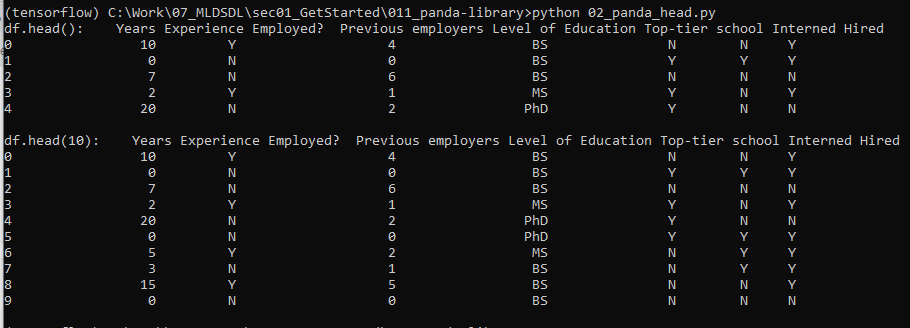 (tensorflow) C:\Work\07_MLDSDL\sec01_GetStarted\011_panda-library>python 02_panda_head.py
df.head():    Years Experience Employed?  Previous employers Level of Education Top-tier school Interned Hired
0                10         Y                   4                 BS               N        N     Y
1                 0         N                   0                 BS               Y        Y     Y
2                 7         N                   6                 BS               N        N     N
3                 2         Y                   1                 MS               Y        N     Y
4                20         N                   2                PhD               Y        N     N
df.head(10):    Years Experience Employed?  Previous employers Level of Education Top-tier school Interned Hired
0                10         Y                   4                 BS               N        N     Y
1                 0         N                   0                 BS               Y        Y     Y
2                 7         N                   6                 BS               N        N     N
3                 2         Y                   1                 MS               Y        N     Y
4                20         N                   2                PhD               Y        N     N
5                 0         N                   0                PhD               Y        Y     Y
6                 5         Y                   2                 MS               N        Y     Y
7                 3         N                   1                 BS               N        Y     Y
8                15         Y                   5                 BS               N        N     Y
9                 0         N                   0                 BS               N        N     N